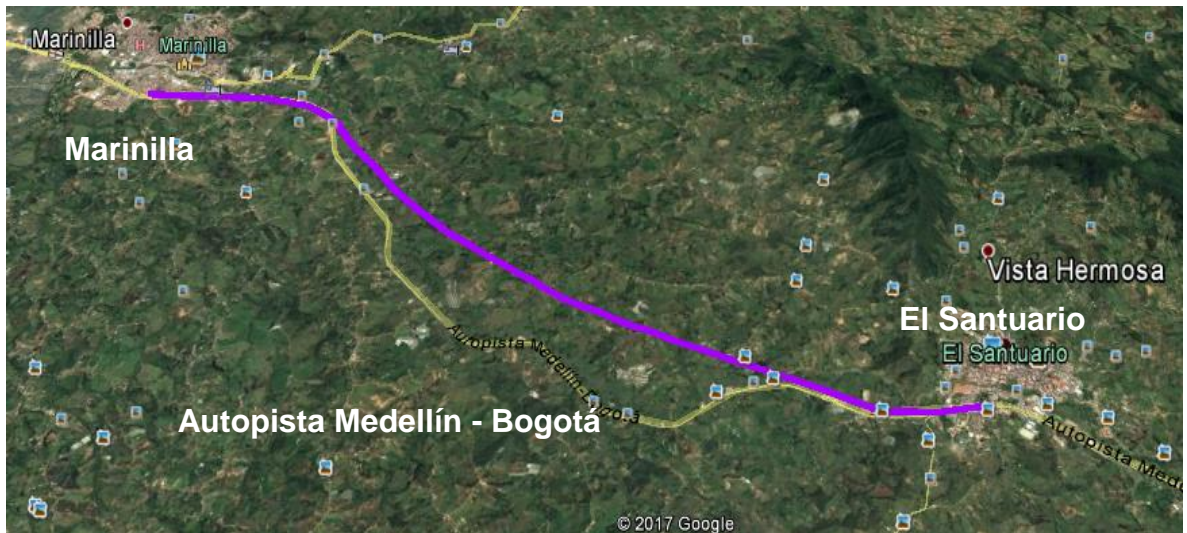 Marinilla
Marinilla
Marinilla
Vista Hermosa
El Santuario
El Santuario
Autopista Medellín-Bogotá
Autopista Medellín - Bogotá
Autopista Mede
© 2017 Google